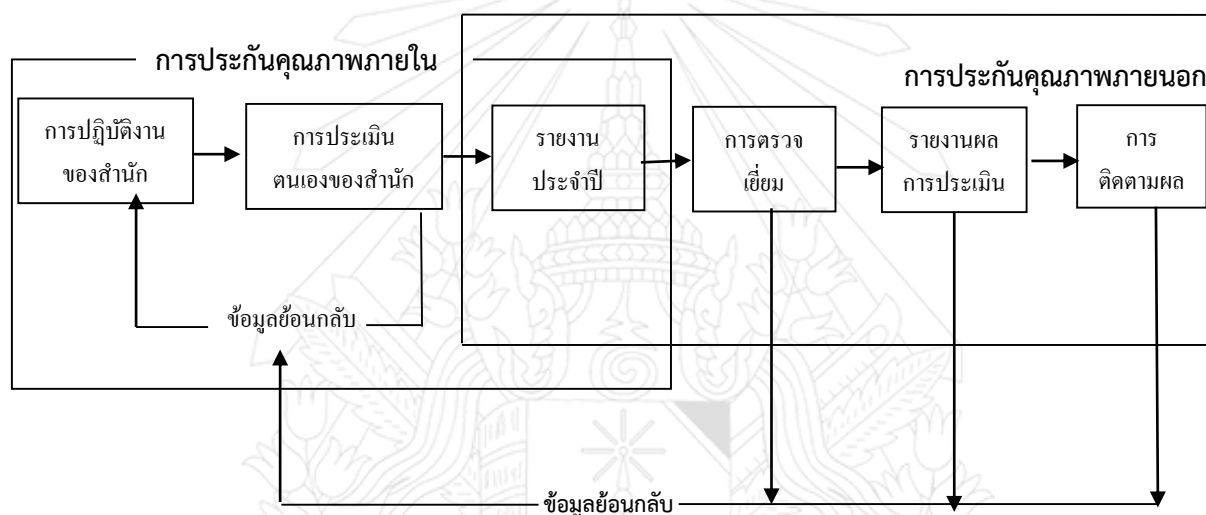 การประกันคุณภาพภายใน
การประกันคุณภาพภายนอก
การปฏิบัติงาน
ของสำนัก
การประเมิน
ตนเองของสำนัก
รายงาน
ประจำปี
การตรวจ
เยี่ยม
รายงานผล
การประเมิน
การ
ติดตามผล
ข้อมูลย้อนกลับ
ข้อมูลย้อนกลับ